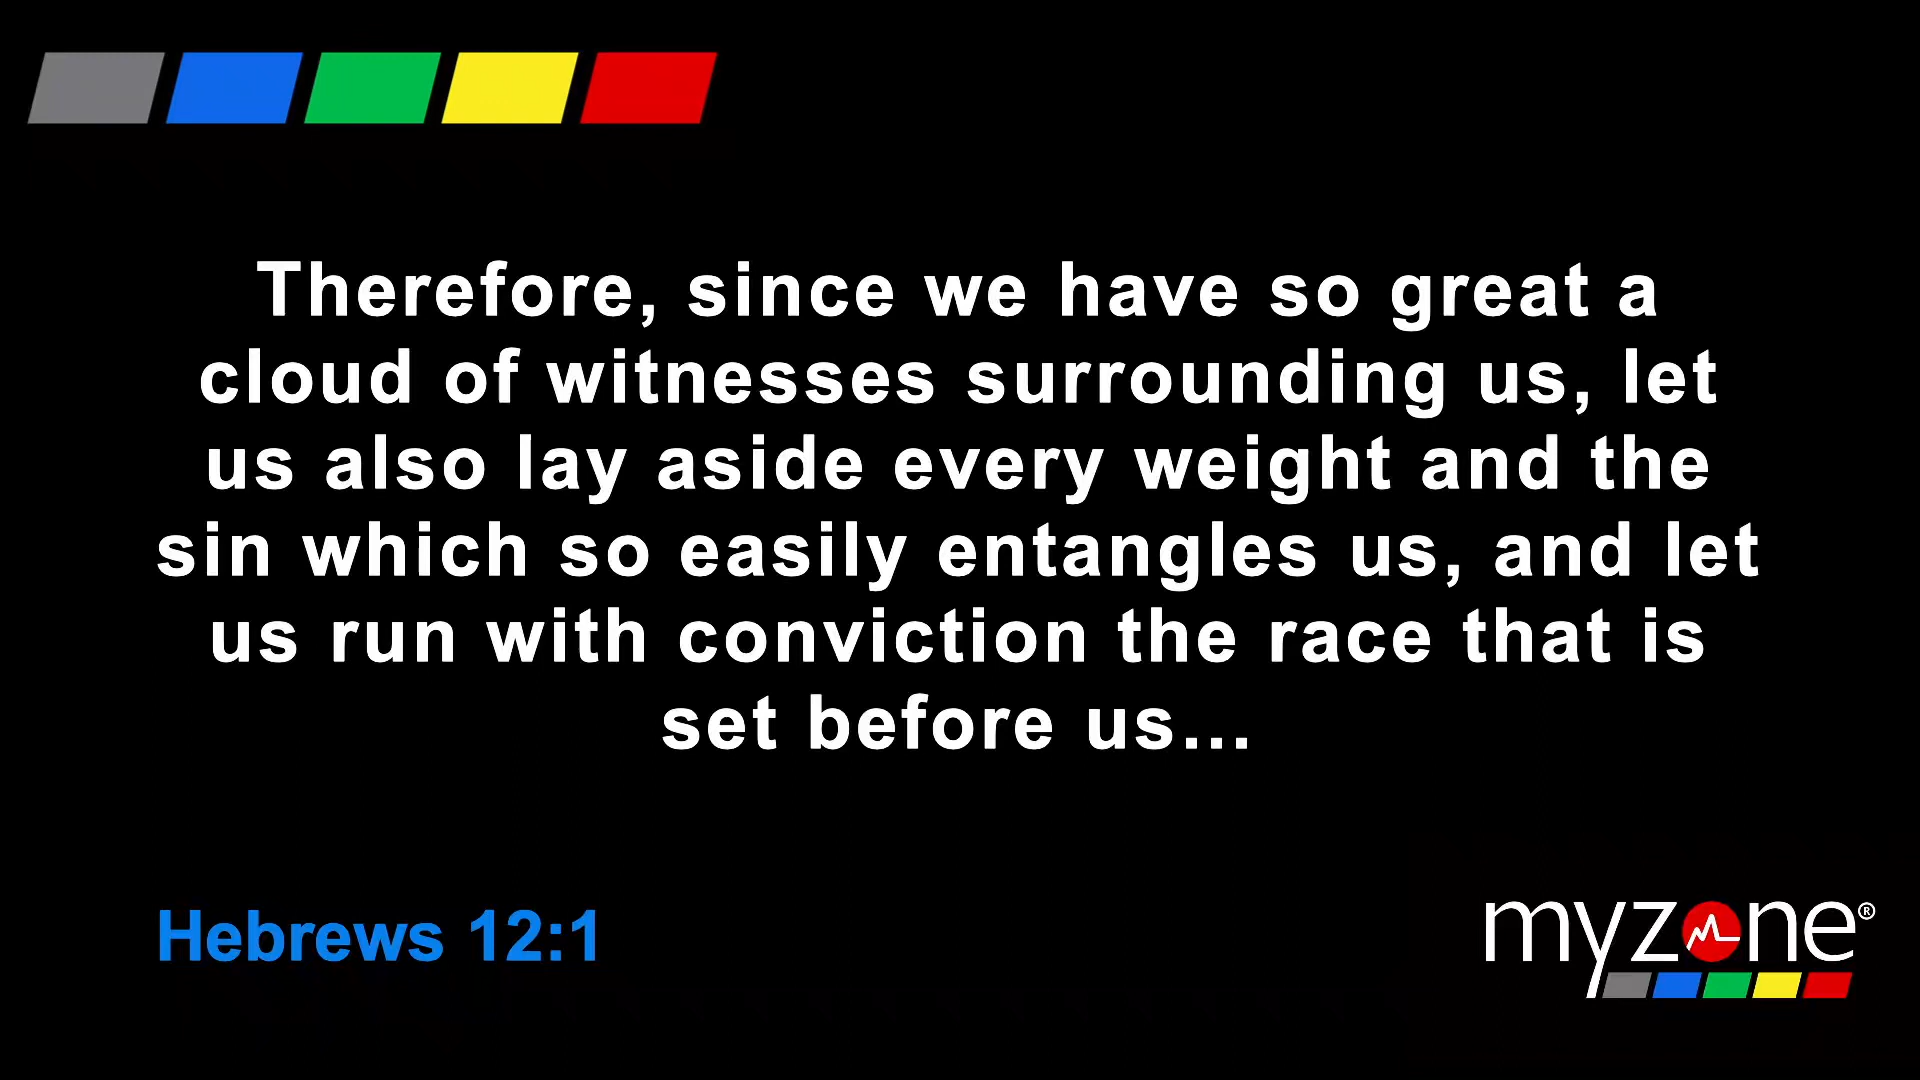 Therefore, since we have so great a
cloud of witnesses surrounding us, let
us also lay aside every weight and the
sin which so easily entangles us, and let
us run with conviction the race that is
set before us...
Hebrews 12:1
myzone®